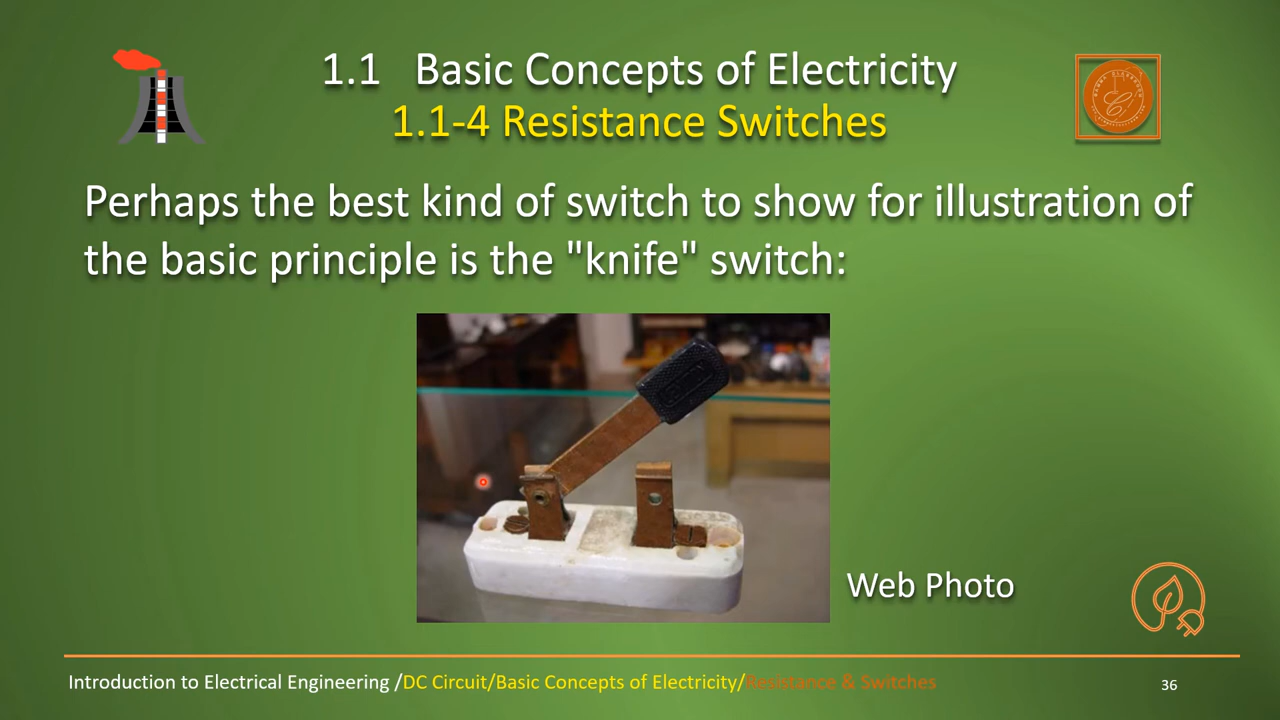 1.1 Basic Concepts of Electricity
1.1-4 Resistance Switches
Perhaps the best kind of switch to show for illustration of
the basic principle is the "knife" switch:
Web Photo
Introduction to Electrical Engineering /DC Circuit/Basic Concepts of Electricity/Resistance & Switches
36